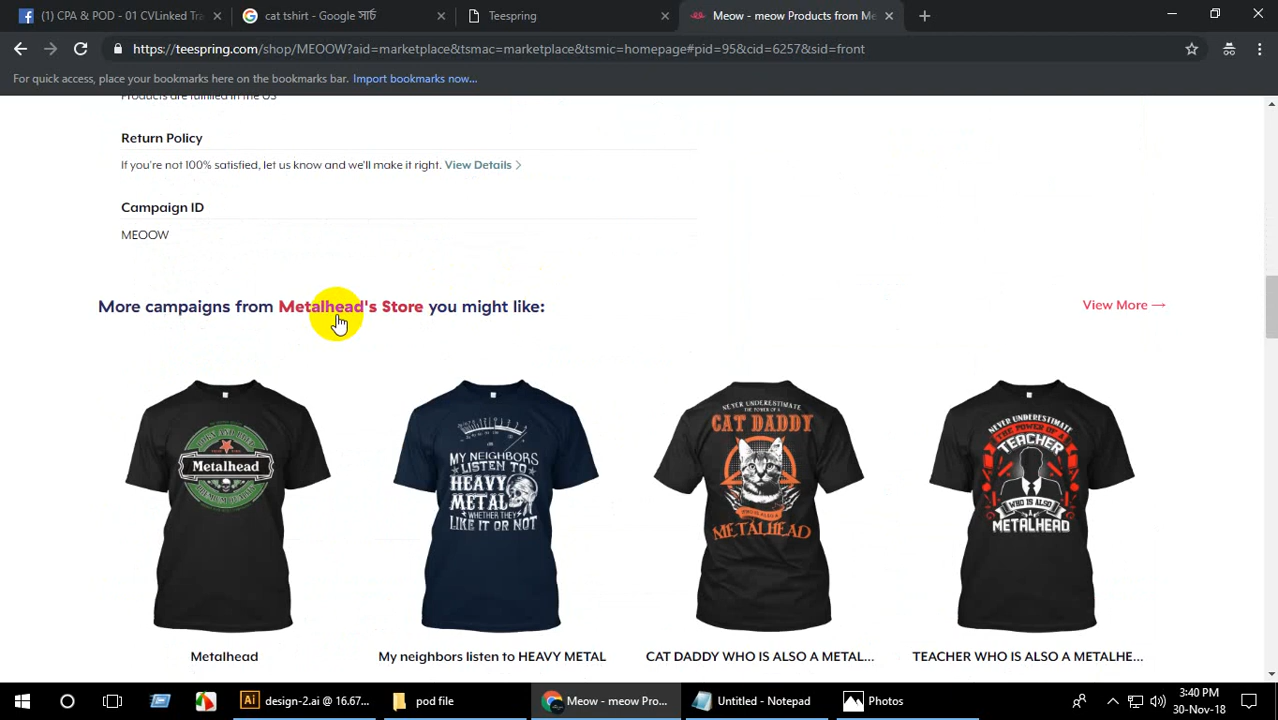 (1) CPA & POD - 01 CVLinked Tra
cat tshirt - Google সার্চ
Teespring
Meow - meow Products from Me
https://teespring.com/shop/MEOOW?aid=marketplace&tsmac=marketplace&tsmic=homepage#pid=95&cid=6257&sid=front
For quick access, place your bookmarks here on the bookmarks bar. Import bookmarks now...
Products are fulfilled in the US
Return Policy
If you're not 100% satisfied, let us know and we'll make it right. View Details >
Campaign ID
MEOOW
More campaigns from Metalhead's Store you might like:
View More →
Metalhead
MY NEIGHBORS
LISTEN TO
HEAVY
METAL
WHETHER THEY
LIKE IT OR NOT
NEVER UNDERESTIMATE
THE POWER OF A
CAT DADDY
WHO IS ALSO A
METALHEAD
NEVER UNDERESTIMATE
THE POWER OF A
TEACHER
WHO IS ALSO A
METALHEAD
Metalhead
My neighbors listen to HEAVY METAL
CAT DADDY WHO IS ALSO A METAL...
TEACHER WHO IS ALSO A METALHE...
Ai
design-2.ai @ 16.67...
pod file
Meow - meow Pro...
Untitled - Notepad
Photos
3:40 PM
30-Nov-18